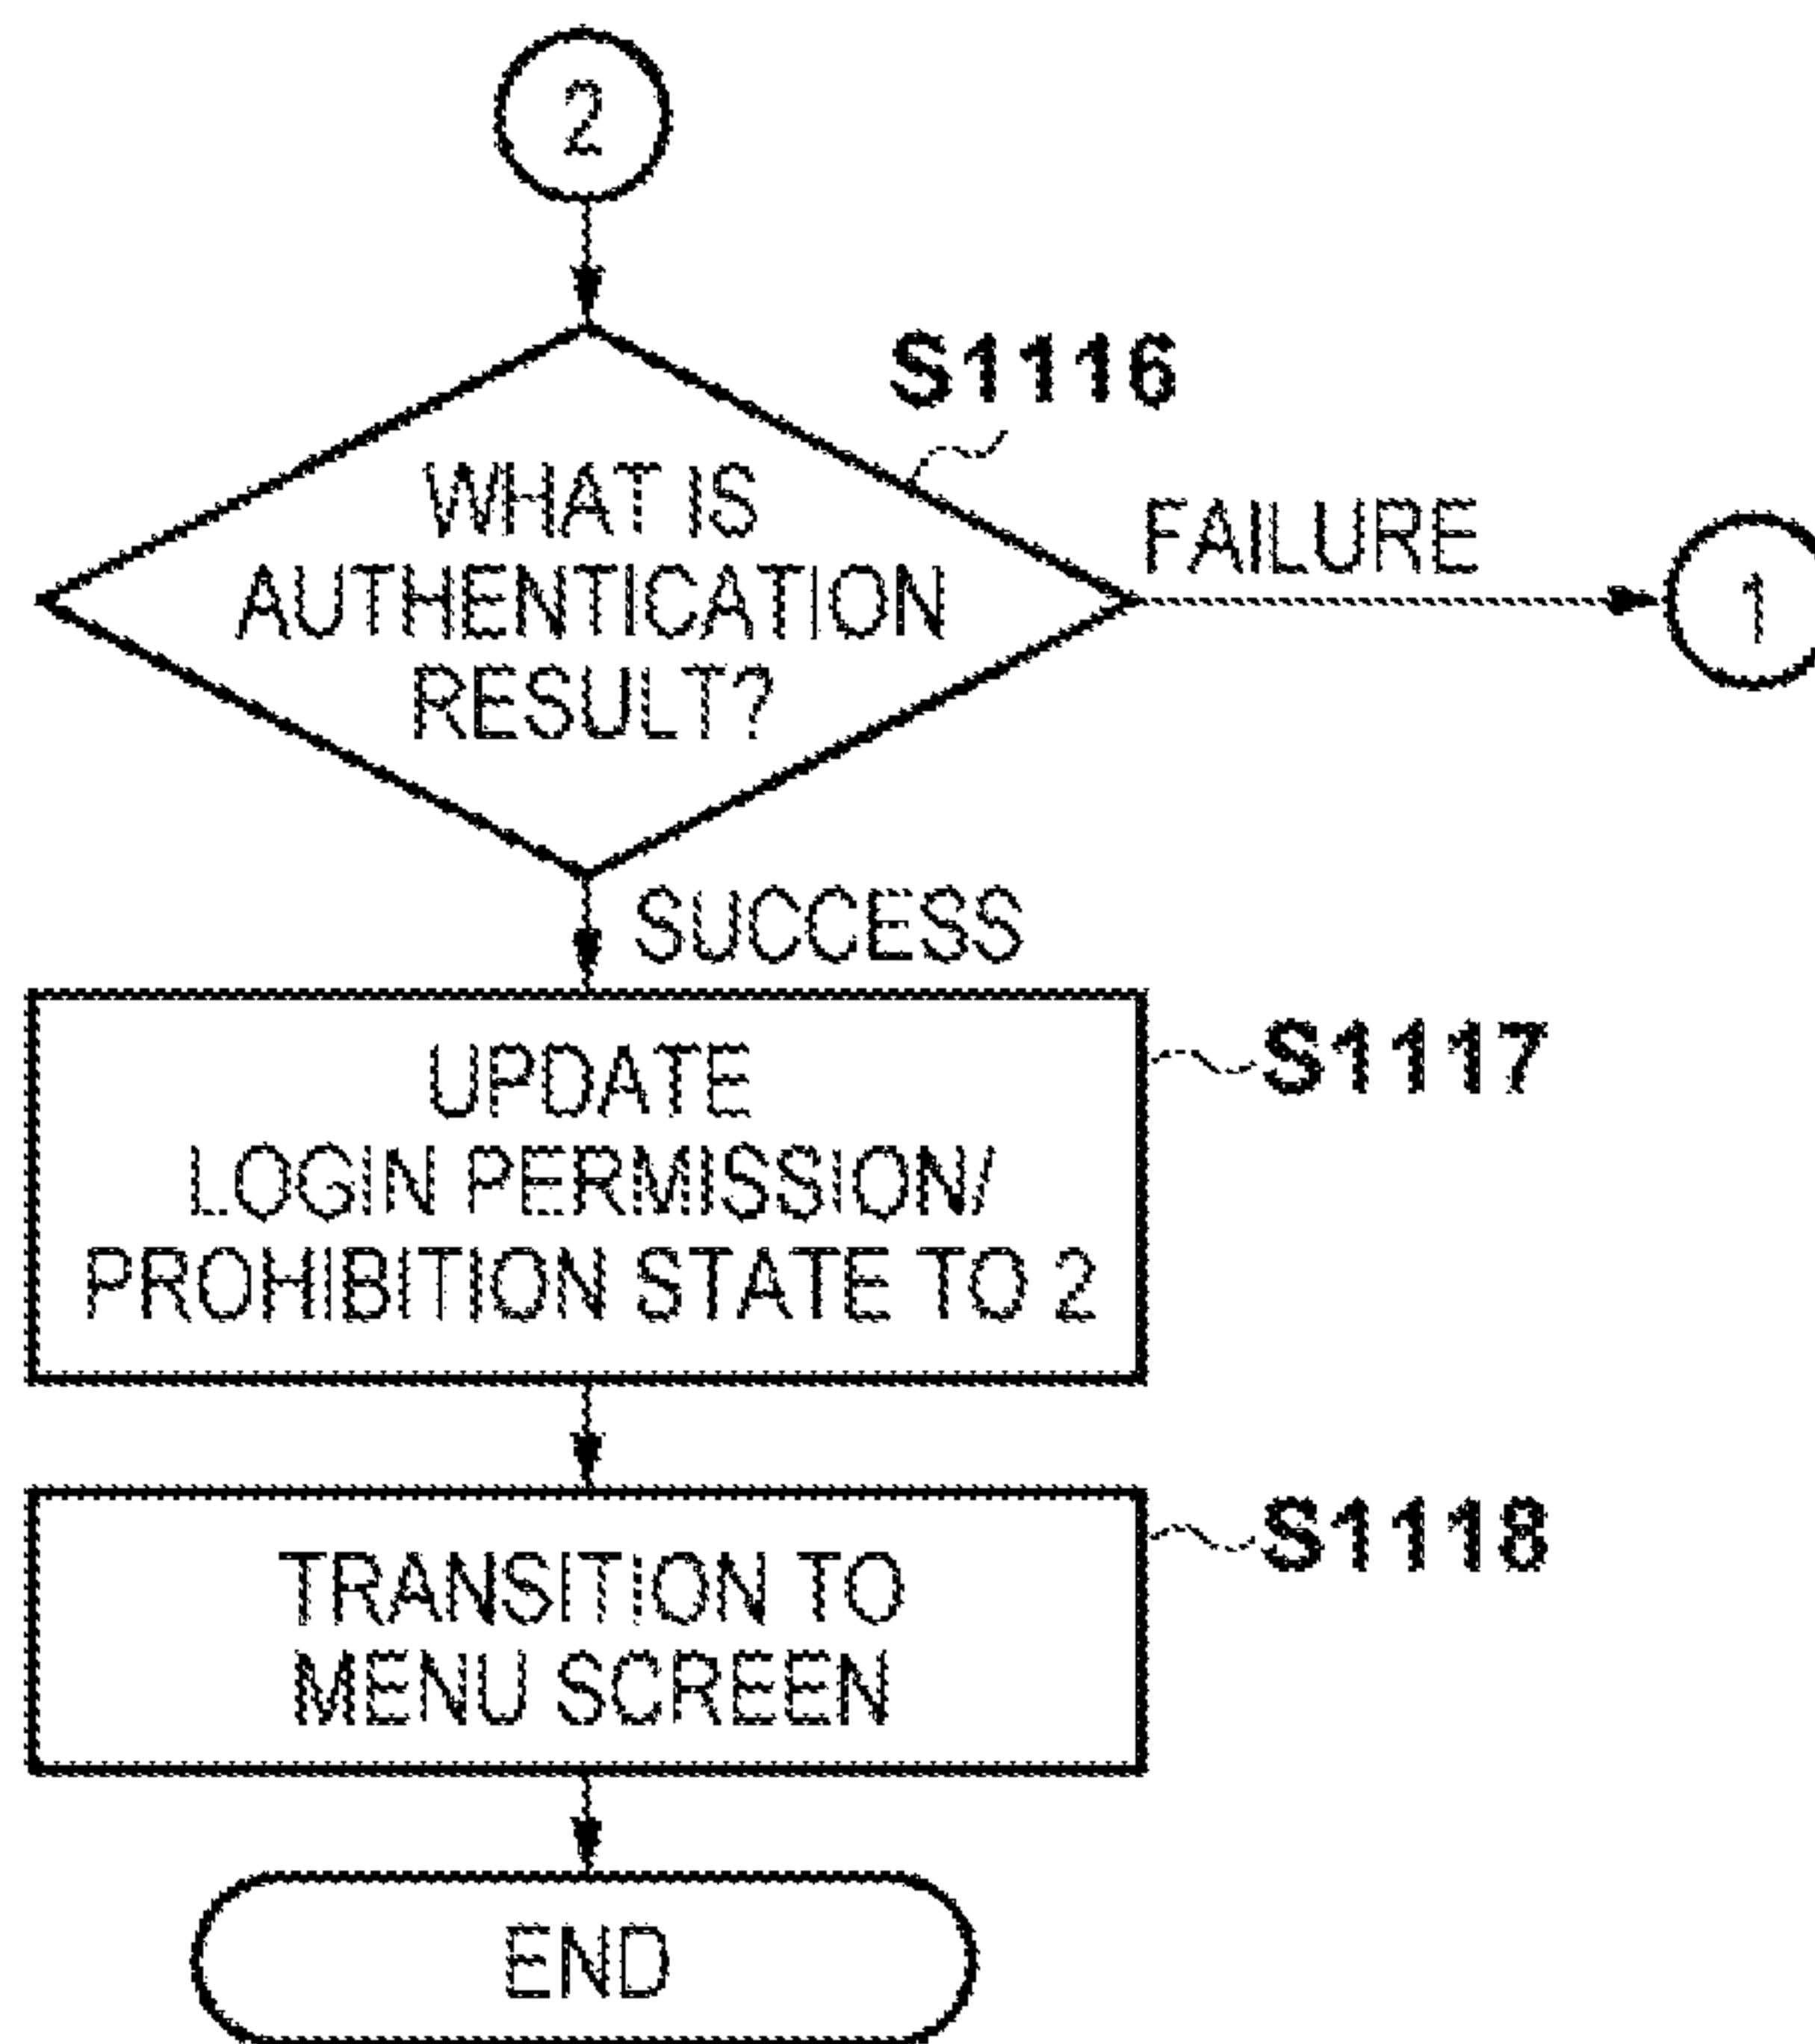 2
S1116
WHAT IS
AUTHENTICATION
RESULT?
FAILURE
1
SUCCESS
UPDATE
LOGIN PERMISSION/
PROHIBITION STATE TO 2
S1117
TRANSITION TO
MENU SCREEN
S1118
END